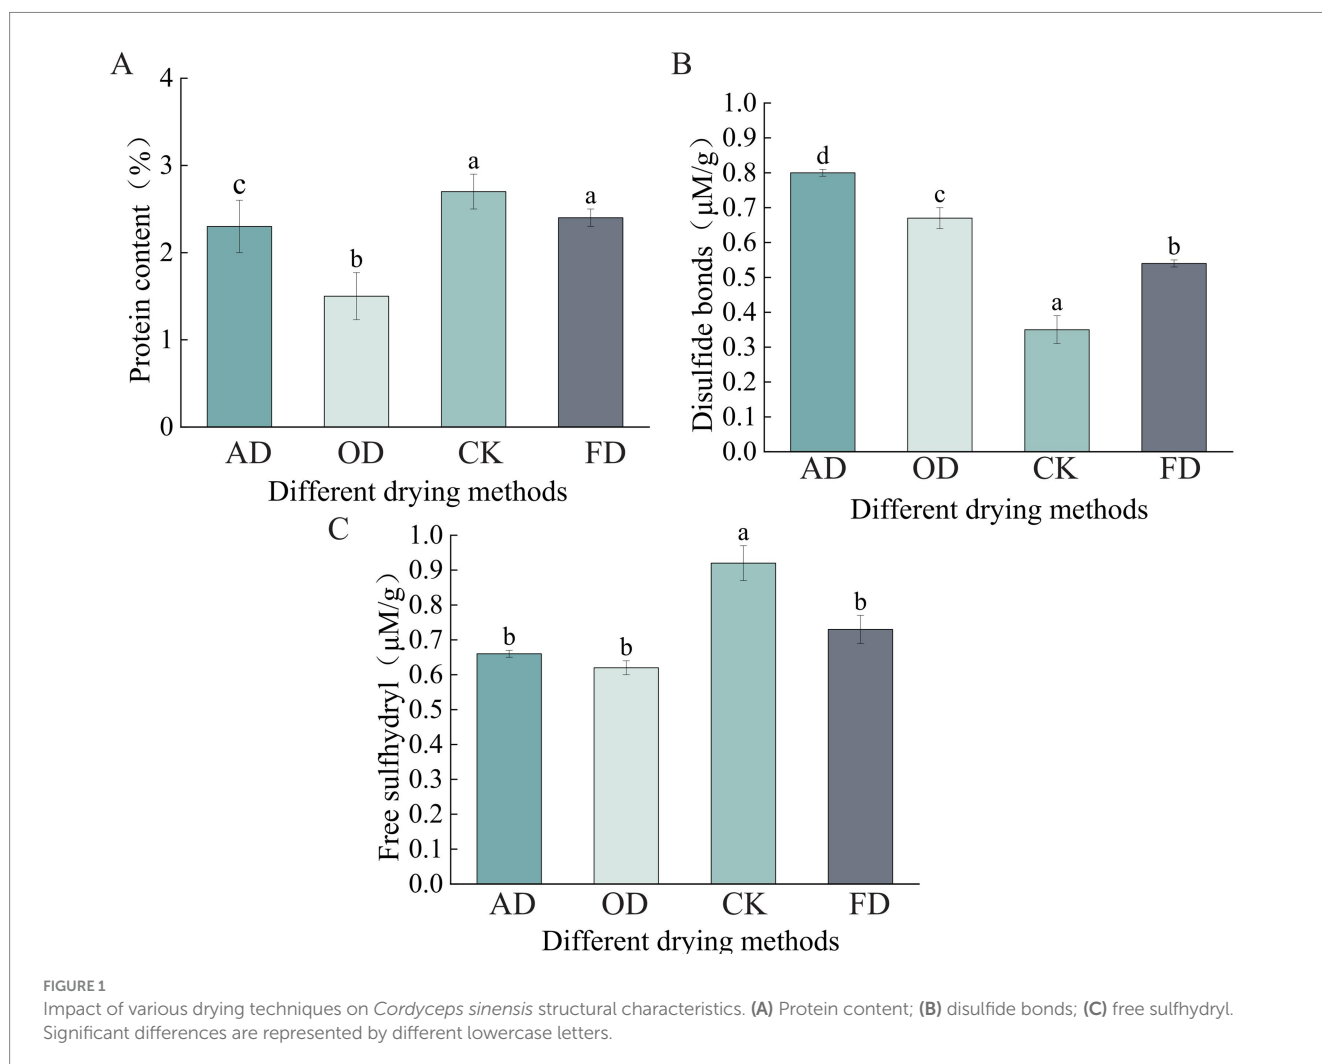 A
4
3
2
1
0
Protein content（%）
c
b
a
a
AD OD CK FD
Different drying methods
B
1.0
0.9
0.8
0.7
0.6
0.5
0.4
0.3
0.2
0.1
0.0
Disulfide bonds（μM/g）
d
c
a
b
AD OD CK FD
Different drying methods
C
1.0
0.9
0.8
0.7
0.6
0.5
0.4
0.3
0.2
0.1
0.0
Free sulfhydryl（μM/g）
b
b
a
b
AD OD CK FD
Different drying methods
FIGURE 1
Impact of various drying techniques on Cordyceps sinensis structural characteristics. (A) Protein content; (B) disulfide bonds; (C) free sulfhydryl.
Significant differences are represented by different lowercase letters.